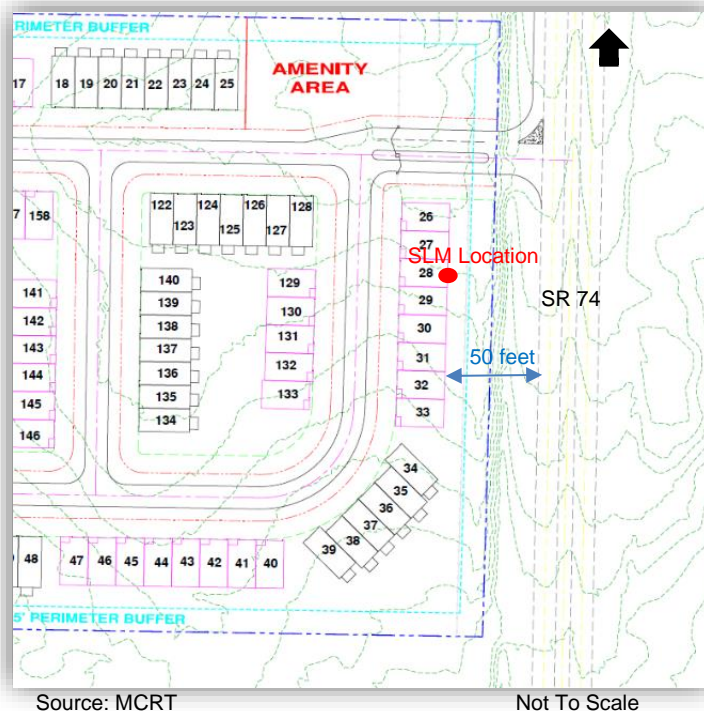 RIMETER BUFFER
AMENITY
AREA
17
18 19 20 21 22 23 24 25
122 123 124 125 126 127 128
7 158
26
27
SLM Location
28
29
30
31
32
33
SR 74
50 feet
140
139
138
137
136
135
134
129
130
131
132
133
141
142
143
144
145
146
34
35
36
37
38
39
48
47 46 45 44 43 42 41 40
5' PERIMETER BUFFER
Source: MCRT
Not To Scale